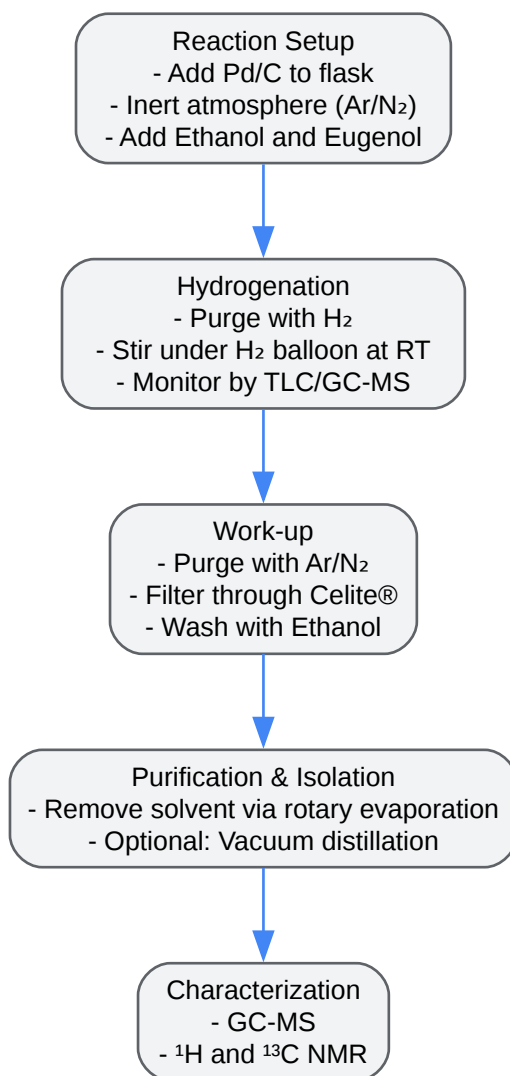 Reaction Setup
- Add Pd/C to flask
- Inert atmosphere (Ar/N₂)
- Add Ethanol and Eugenol
Hydrogenation
- Purge with H₂
- Stir under H₂ balloon at RT
- Monitor by TLC/GC-MS
Work-up
- Purge with Ar/N₂
- Filter through Celite®
- Wash with Ethanol
Purification & Isolation
- Remove solvent via rotary evaporation
- Optional: Vacuum distillation
Characterization
- GC-MS
- ¹H and ¹³C NMR